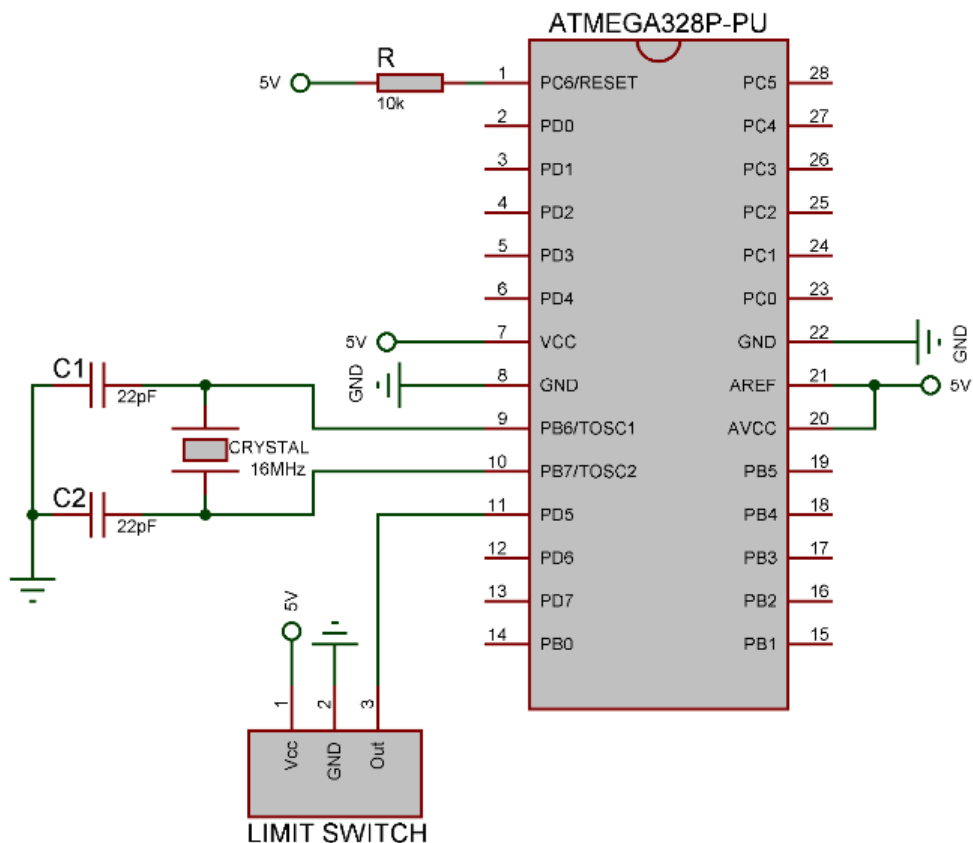 ATMEGA328P-PU
R
5V
10k
1 PC6/RESET PC5 28
2 PD0 PC4 27
3 PD1 PC3 26
4 PD2 PC2 25
5 PD3 PC1 24
6 PD4 PC0 23
5V 7 VCC GND 22 GND
GND 8 GND AREF 21 5V
C1
22pF
9 PB6/TOSC1 AVCC 20
CRYSTAL
16MHz
10 PB7/TOSC2 PB5 19
C2
22pF
11 PD5 PB4 18
12 PD6 PB3 17
13 PD7 PB2 16
14 PB0 PB1 15
5V
1 2 3
Vcc GND Out
LIMIT SWITCH